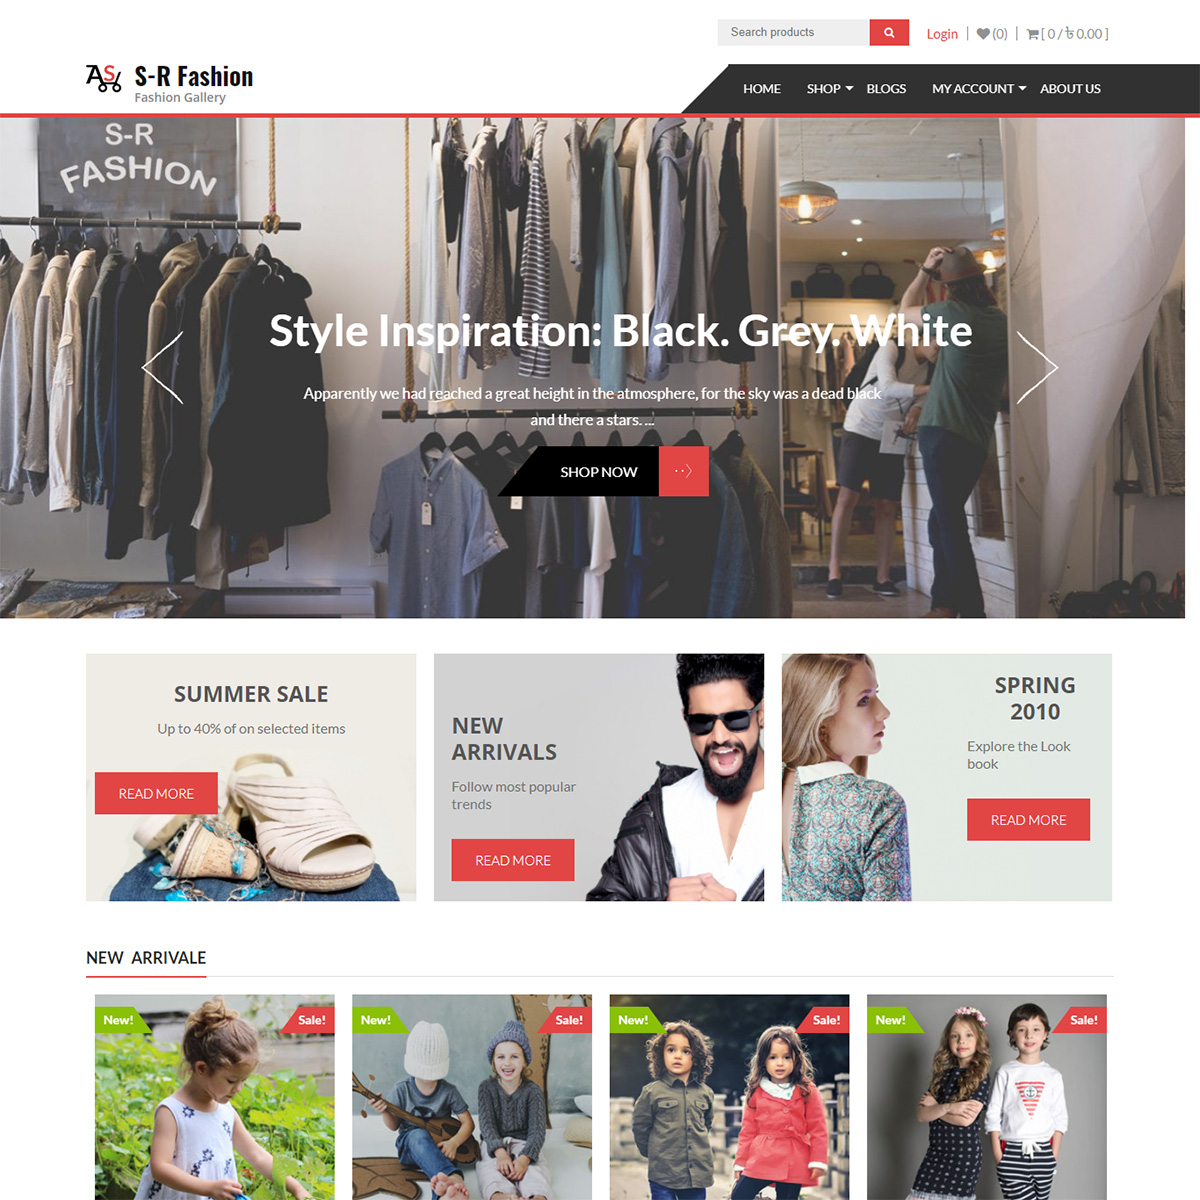 Search products
Login | (0) | [ 0 / ৳ 0.00 ]
AS
S-R Fashion
Fashion Gallery
HOME SHOP BLOGS MY ACCOUNT ABOUT US
S-R
FASHION
Style Inspiration: Black. Grey. White
Apparently we had reached a great height in the atmosphere, for the sky was a dead black
and there a stars. ...
SHOP NOW
SUMMER SALE
Up to 40% of on selected items
READ MORE
NEW
ARRIVALS
Follow most popular
trends
READ MORE
SPRING
2010
Explore the Look
book
READ MORE
NEW ARRIVALE
New! Sale!
New! Sale!
New! Sale!
New! Sale!